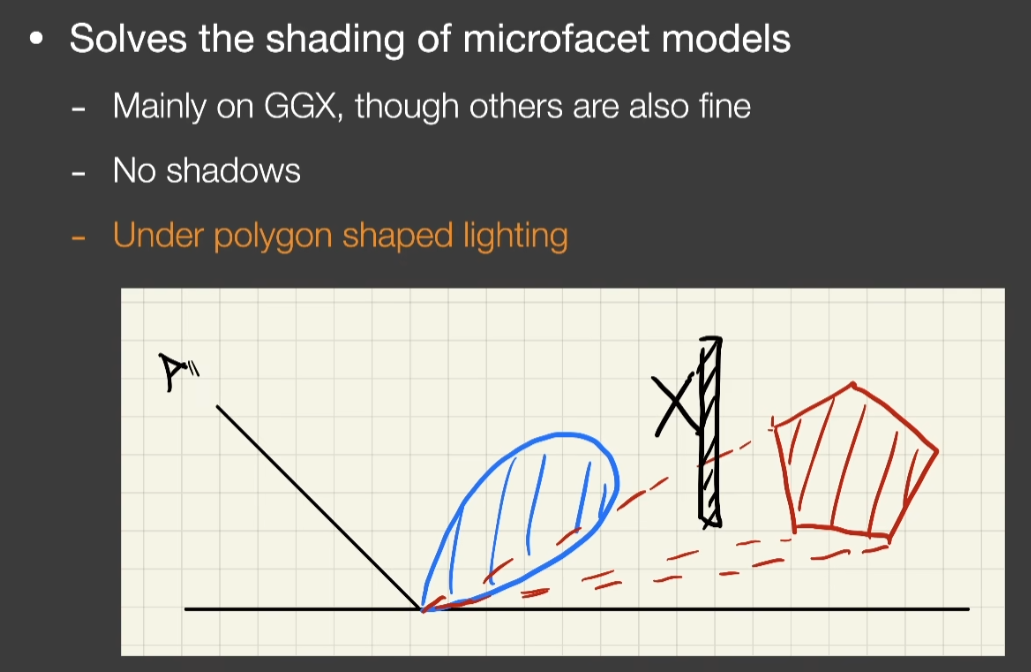 • Solves the shading of microfacet models
- Mainly on GGX, though others are also fine
- No shadows
- Under polygon shaped lighting